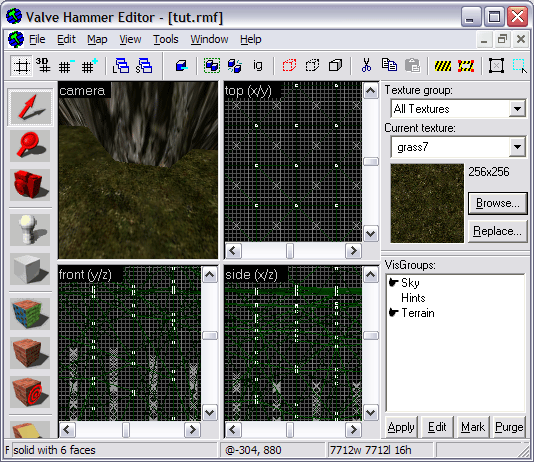 Valve Hammer Editor - [tut.rmf]
File Edit Map View Tools Window Help
3D ig
camera
top (x/y)
front (y/z)
side (x/z)
Texture group:
All Textures
Current texture:
grass7
256x256
Browse...
Replace...
VisGroups:
Sky
Hints
Terrain
Apply Edit Mark Purge
F solid with 6 faces @-304, 880 7712w 7712l 16h